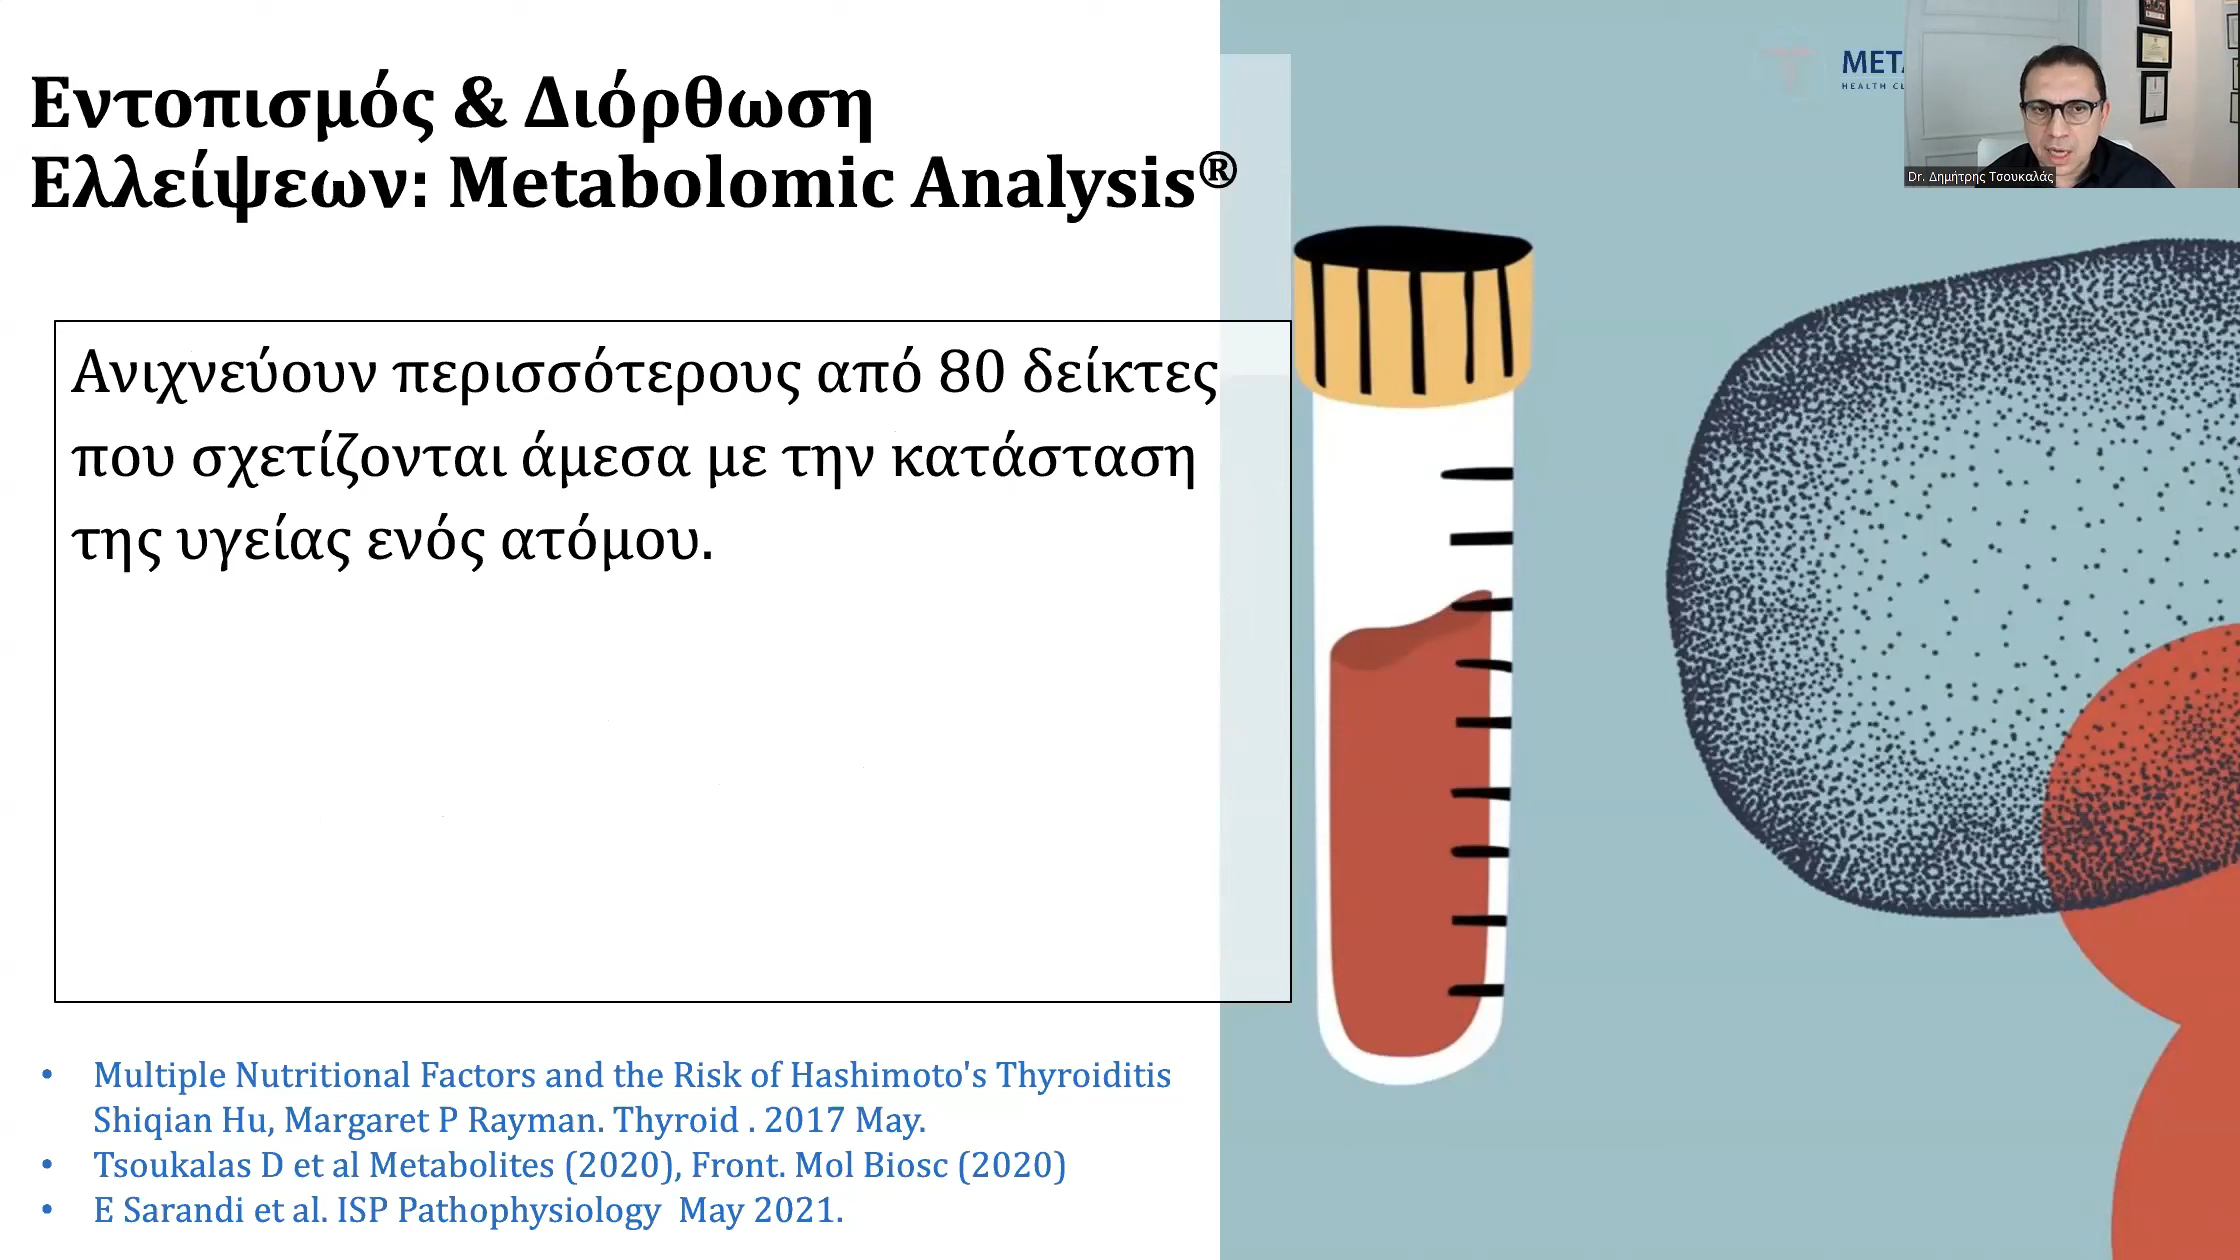 Εντοπισμός & Διόρθωση
Ελλείψεων: Metabolomic Analysis®
Ανιχνεύουν περισσότερους από 80 δείκτες
που σχετίζονται άμεσα με την κατάσταση
της υγείας ενός ατόμου.
• Multiple Nutritional Factors and the Risk of Hashimoto's Thyroiditis
Shiqian Hu, Margaret P Rayman. Thyroid . 2017 May.
• Tsoukalas D et al Metabolites (2020), Front. Mol Biosc (2020)
• E Sarandi et al. ISP Pathophysiology May 2021.
HEALTH
Dr. Δημήτρης Τσουκαλάς